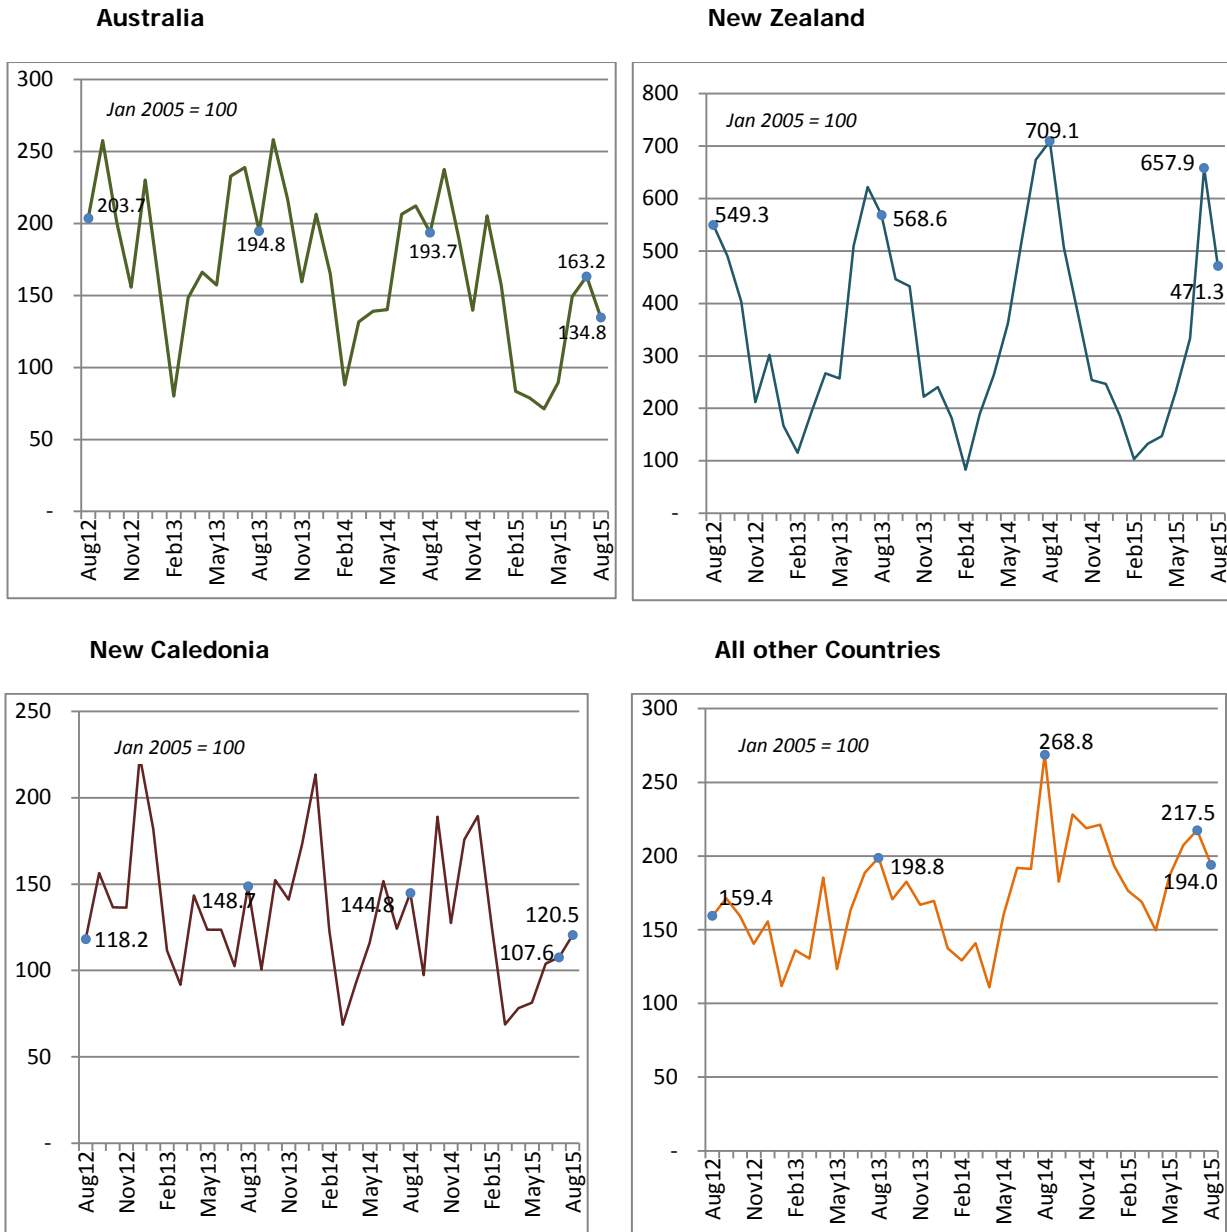 Australia
300
250
200
150
100
50
-
Jan 2005 = 100
203.7
194.8
193.7
163.2
134.8
Aug12
Nov12
Feb13
May13
Aug13
Nov13
Feb14
May14
Aug14
Nov14
Feb15
May15
Aug15
New Zealand
800
700
600
500
400
300
200
100
-
Jan 2005 = 100
549.3
568.6
709.1
657.9
471.3
Aug12
Nov12
Feb13
May13
Aug13
Nov13
Feb14
May14
Aug14
Nov14
Feb15
May15
Aug15
New Caledonia
250
200
150
100
50
-
Jan 2005 = 100
118.2
148.7
144.8
120.5
107.6
Aug12
Nov12
Feb13
May13
Aug13
Nov13
Feb14
May14
Aug14
Nov14
Feb15
May15
Aug15
All other Countries
300
250
200
150
100
50
-
Jan 2005 = 100
159.4
198.8
268.8
217.5
194.0
Aug12
Nov12
Feb13
May13
Aug13
Nov13
Feb14
May14
Aug14
Nov14
Feb15
May15
Aug15